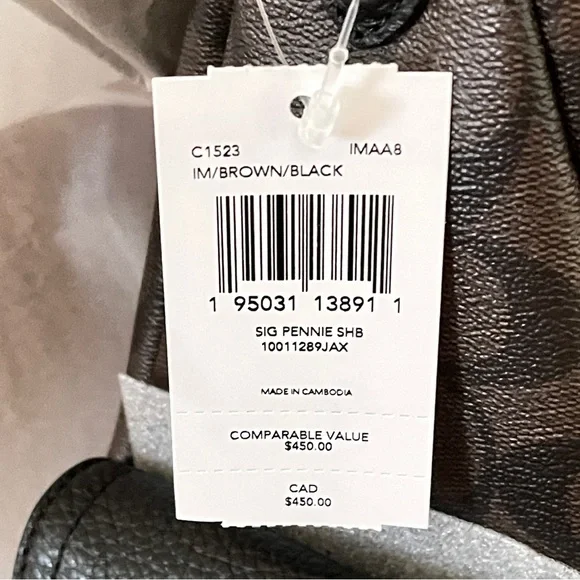 C1523 IMAA8
IM/BROWN/BLACK
1 95031 13891 1
SIG PENNIE SHB
10011289JAX
MADE IN CAMBODIA
COMPARABLE VALUE
$450.00
CAD
$450.00